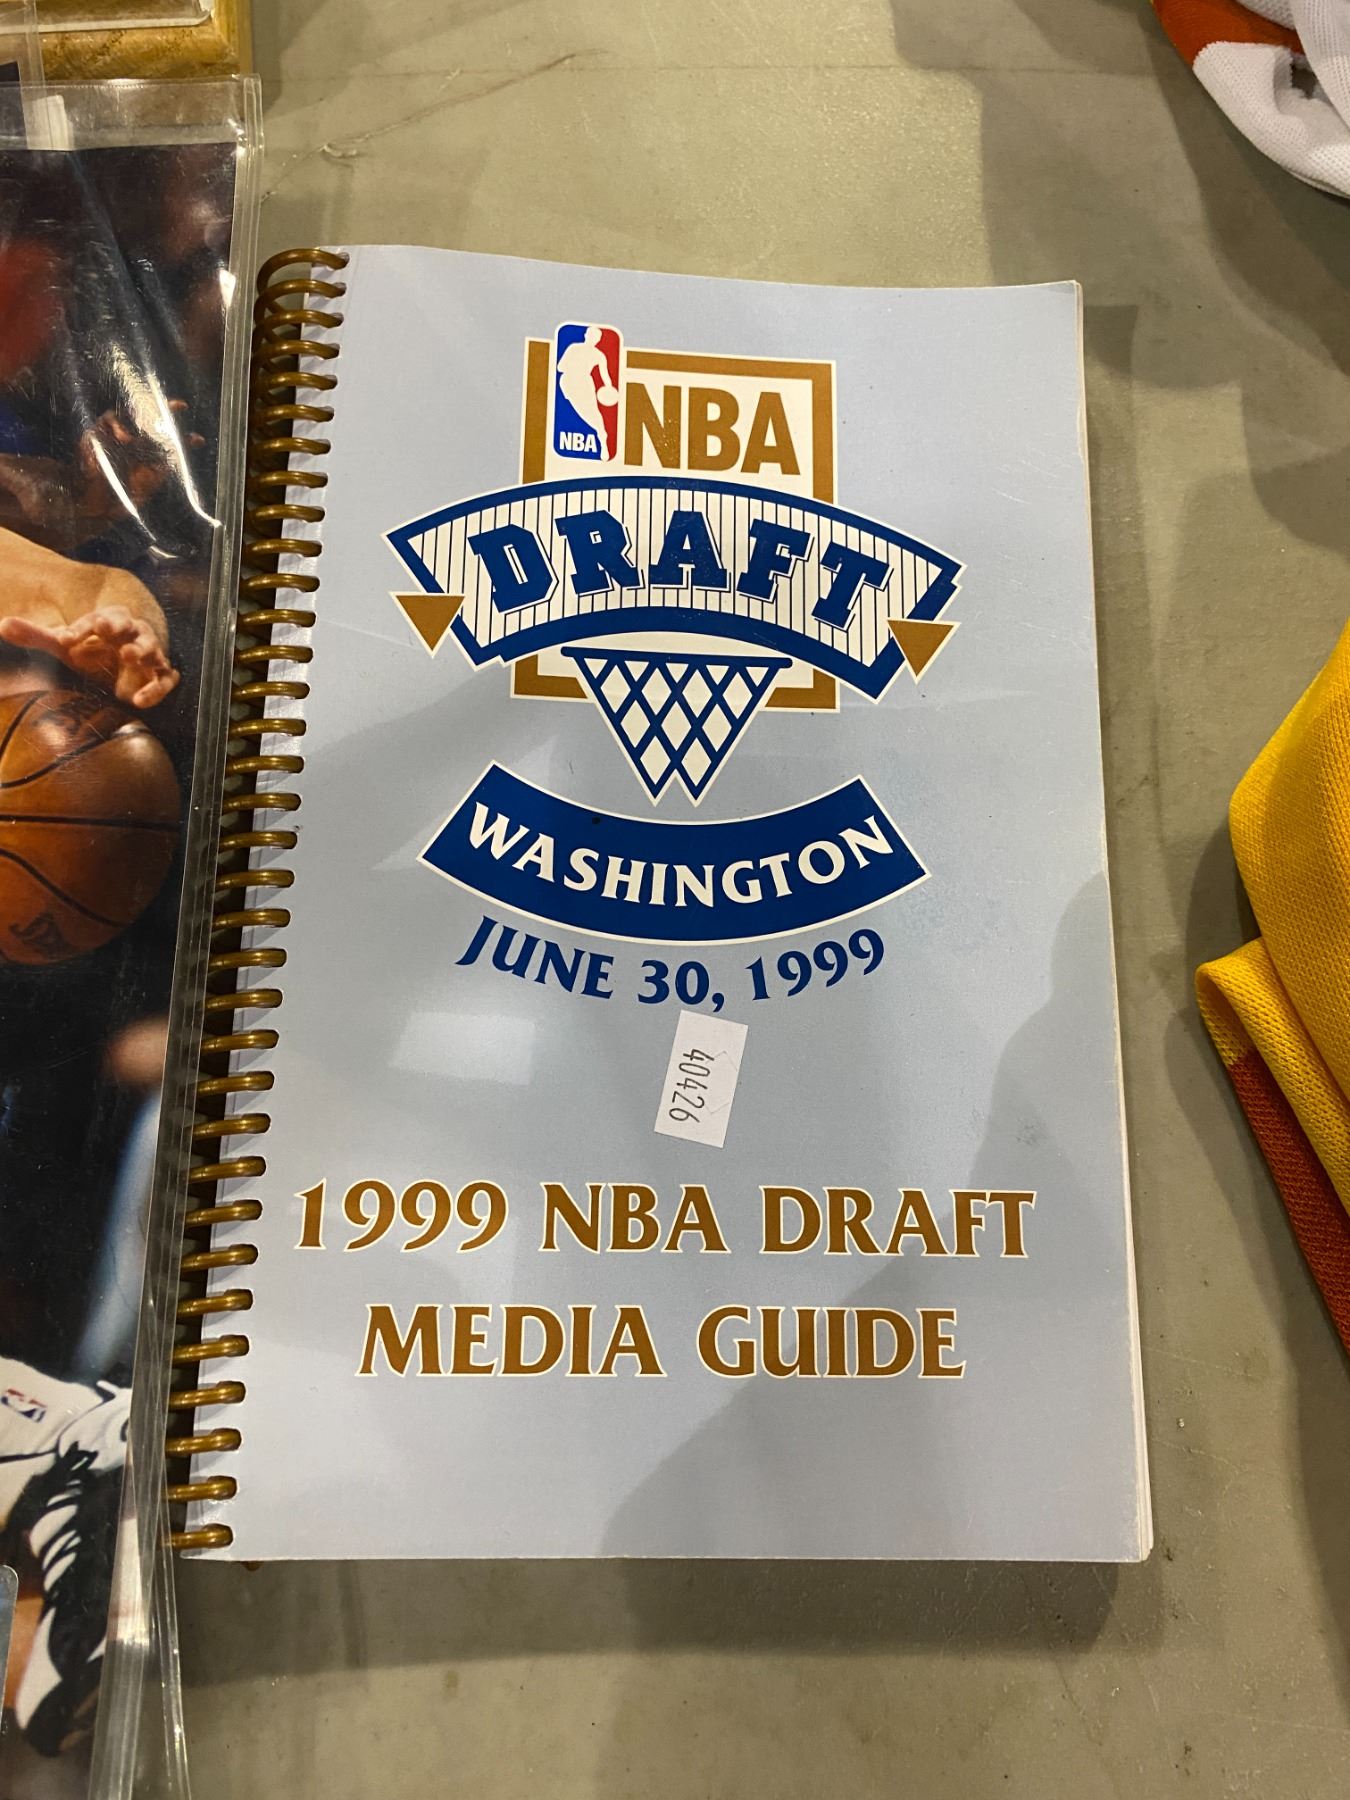 NBA
NBA
DRAFT
WASHINGTON
JUNE 30, 1999
40426
1999 NBA DRAFT
MEDIA GUIDE